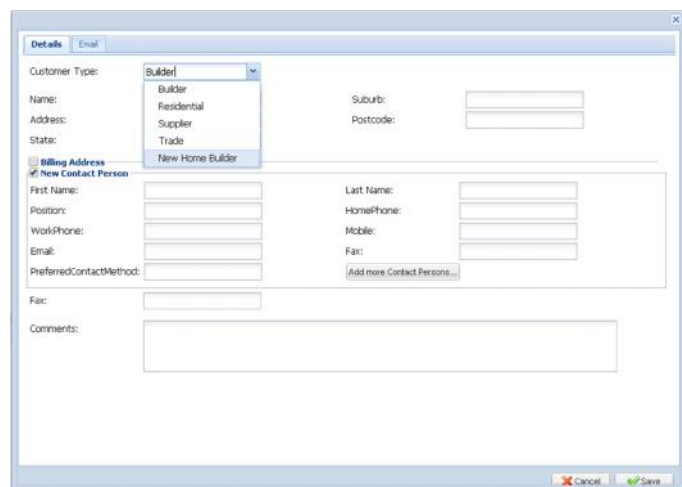 Details Email
Customer Type: Builder
Builder
Name: Suburb:
Residential
Address: Postcode:
Supplier
State:
Trade
New Home Builder
Billing Address
New Contact Person
First Name: Last Name:
Position: HomePhone:
WorkPhone: Mobile:
Email: Fax:
PreferredContactMethod: Add more Contact Persons...
Fax:
Comments:
Cancel Save